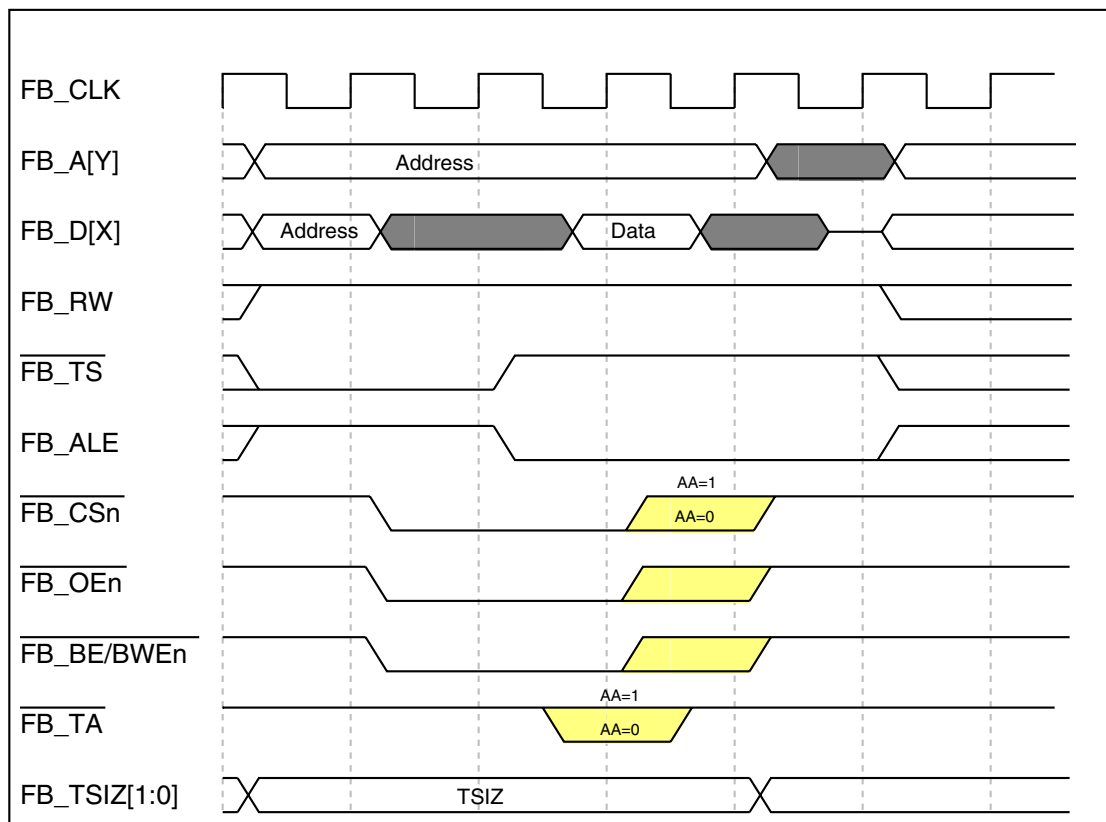 FB_CLK
FB_A[Y]
Address
FB_D[X]
Address
Data
FB_RW
FB_TS
FB_ALE
FB_CSn
AA=1
AA=0
FB_OEn
FB_BE/BWEn
FB_TA
AA=1
AA=0
FB_TSIZ[1:0]
TSIZ